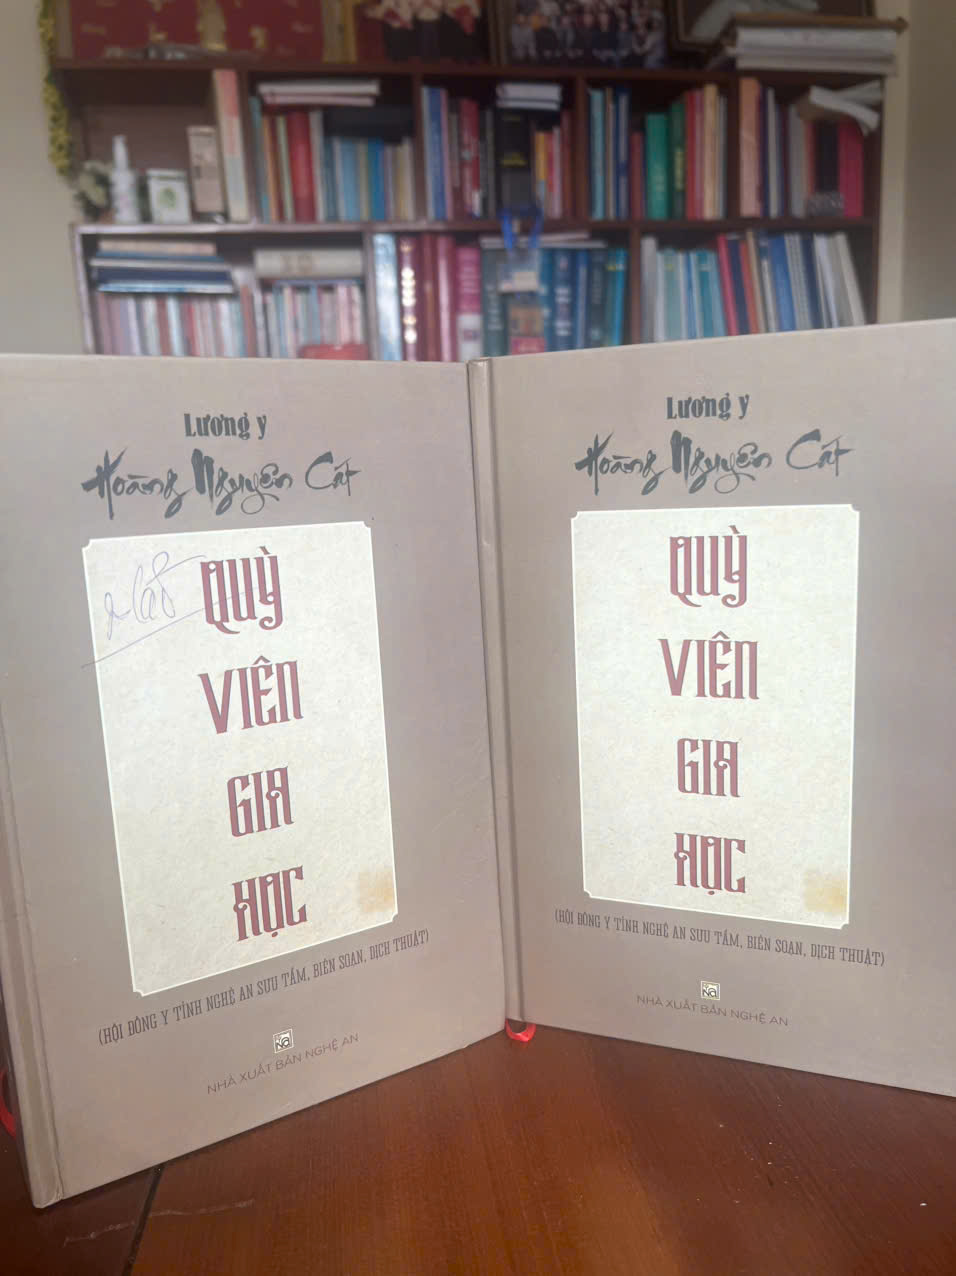 Lương y
Hoàng Nguyên Cát
QUỲ
VIÊN
GIA
HỌC
(HỘI ĐÔNG Y TỈNH NGHỆ AN SƯU TẦM, BIÊN SOẠN, DỊCH THUẬT)
NHÀ XUẤT BẢN NGHỆ AN
Lương y
Hoàng Nguyên Cát
QUỲ
VIÊN
GIA
HỌC
(HỘI ĐÔNG Y TỈNH NGHỆ AN SƯU TẦM, BIÊN SOẠN, DỊCH THUẬT)
NHÀ XUẤT BẢN NGHỆ AN